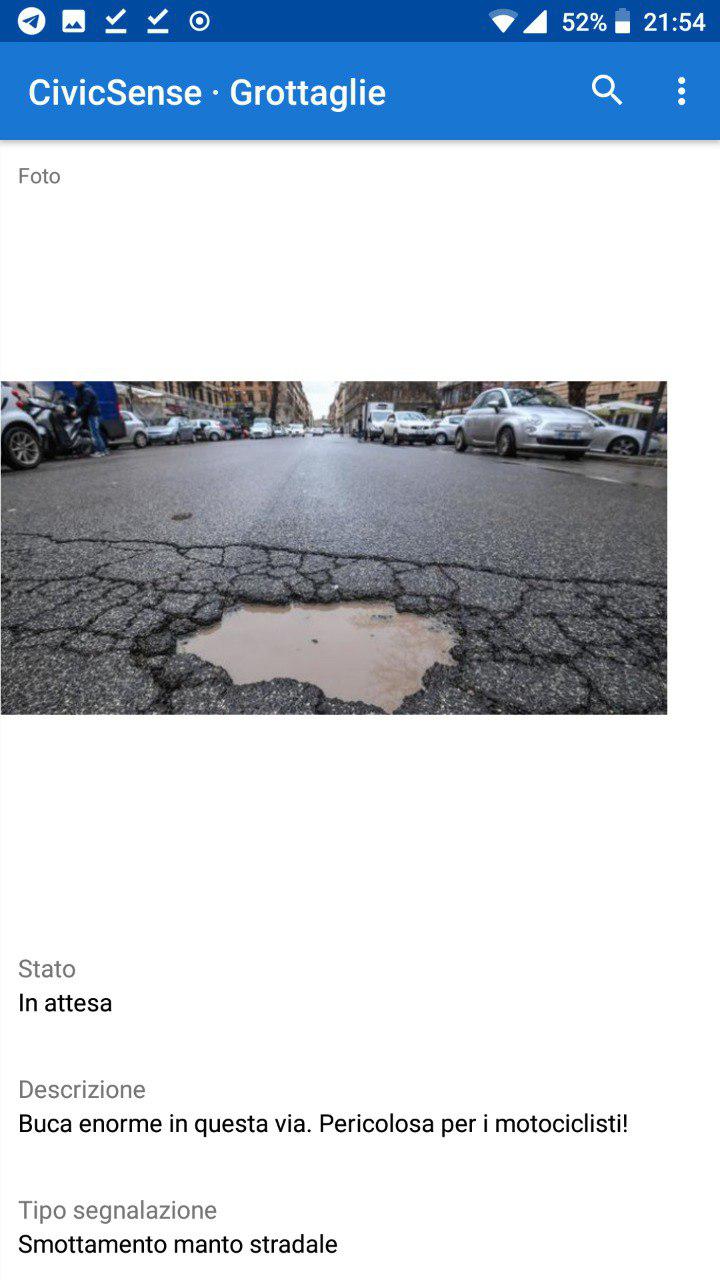 52% 21:54
CivicSense · Grottaglie
Foto
Stato
In attesa
Descrizione
Buca enorme in questa via. Pericolosa per i motociclisti!
Tipo segnalazione
Smottamento manto stradale